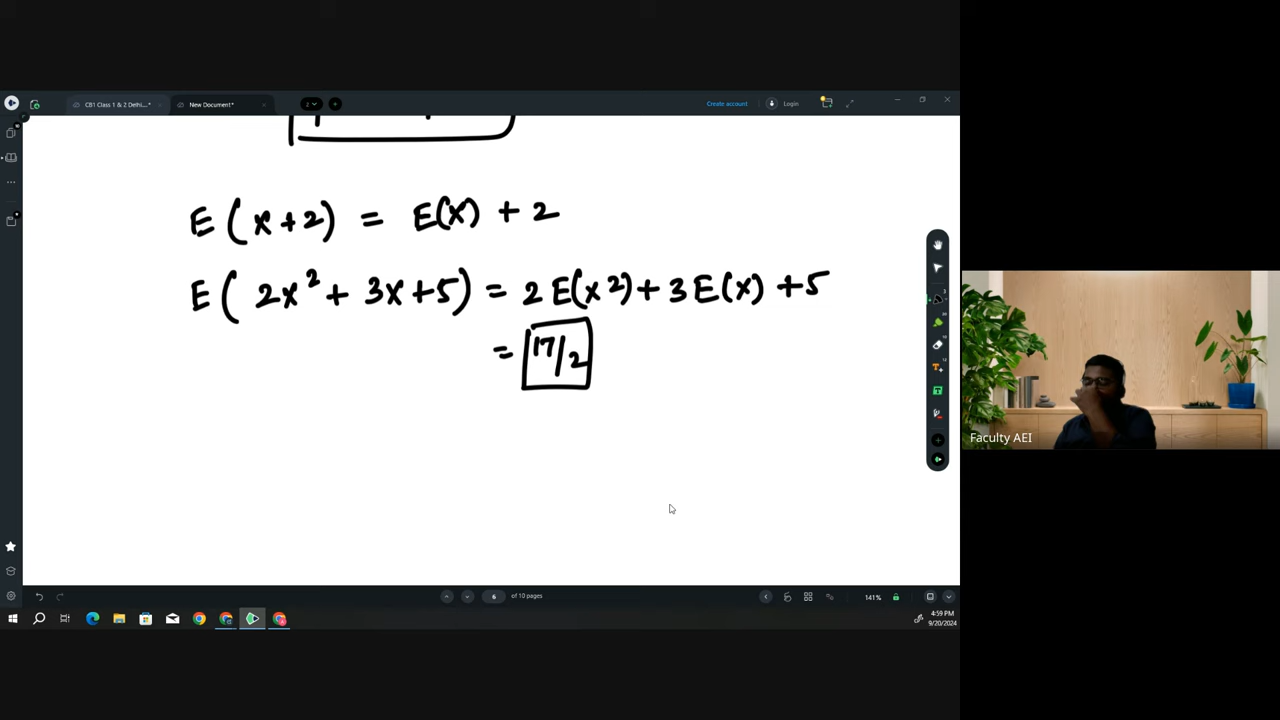 CB1 Class 1 & 2 Delhi...*
New Document*
2
Create account
Login
E(x+2) = E(x) + 2
E(2x² + 3x + 5) = 2E(x²) + 3E(x) + 5
= 17/2
Faculty AEI
6 of 10 pages
141%
4:59 PM
9/20/2024